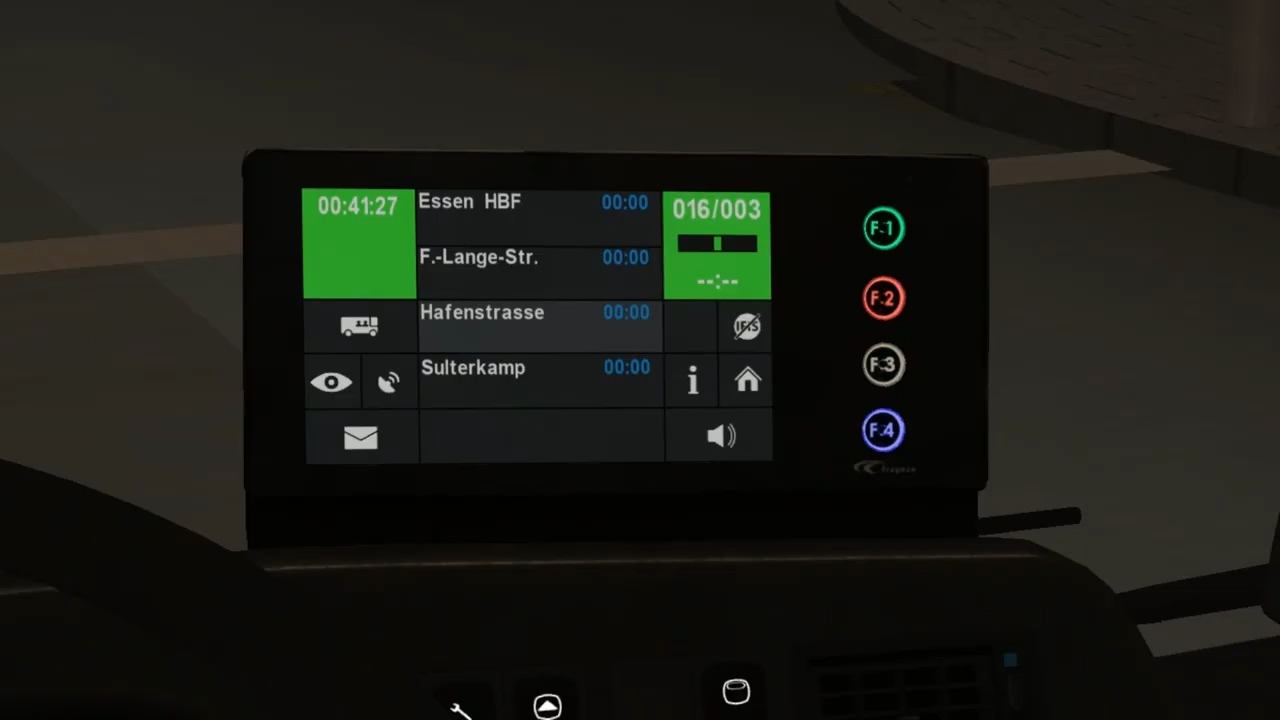 00:41:27
Essen HBF 00:00
016/003
F.-Lange-Str. 00:00
--:--
Hafenstrasse 00:00
IBIS
Sulterkamp 00:00
i
F-1
F-2
F-3
F-4